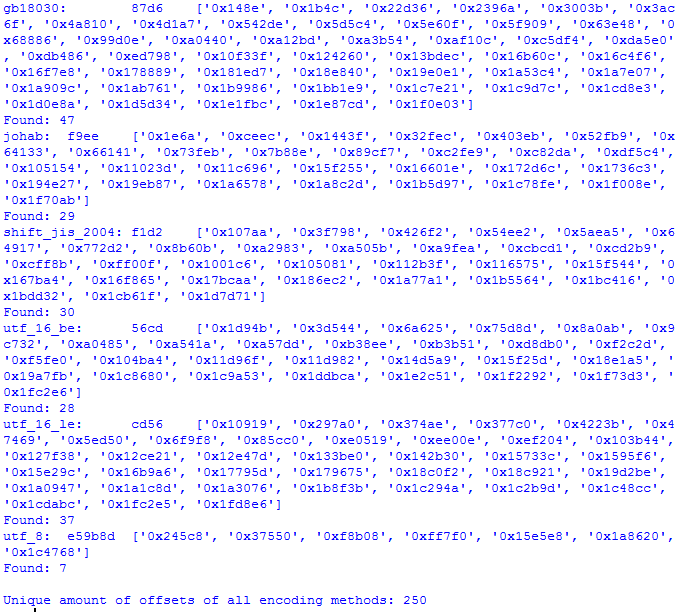 gb18030:        87d6    ['0x148e', '0x1b4c', '0x22d36', '0x2396a', '0x3003b', '0x3ac
6f', '0x4a810', '0x4d1a7', '0x542de', '0x5d5c4', '0x5e60f', '0x5f909', '0x63e48', '0
x68886', '0x99d0e', '0xa0440', '0xa12bd', '0xa3b54', '0xaf10c', '0xc5df4', '0xda5e0'
, '0xdb486', '0xed798', '0x10f33f', '0x124260', '0x13bdec', '0x16b60c', '0x16c4f6',
'0x16f7e8', '0x178889', '0x181ed7', '0x18e840', '0x19e0e1', '0x1a53c4', '0x1a7e07',
'0x1a909c', '0x1ab761', '0x1b9986', '0x1bb1e9', '0x1c7e21', '0x1c9d7c', '0x1cd8e3',
'0x1d0e8a', '0x1d5d34', '0x1e1fbc', '0x1e87cd', '0x1f0e03']
Found: 47
johab:  f9ee    ['0x1e6a', '0xceec', '0x1443f', '0x32fec', '0x403eb', '0x52fb9', '0x
64133', '0x66141', '0x73feb', '0x7b88e', '0x89cf7', '0xc2fe9', '0xc82da', '0xdf5c4',
'0x105154', '0x11023d', '0x11c696', '0x15f255', '0x16601e', '0x172d6c', '0x1736c3',
'0x194e27', '0x19eb87', '0x1a6578', '0x1a8c2d', '0x1b5d97', '0x1c78fe', '0x1f008e',
'0x1f70ab']
Found: 29
shift_jis_2004: f1d2    ['0x107aa', '0x3f798', '0x426f2', '0x54ee2', '0x5aea5', '0x6
4917', '0x772d2', '0x8b60b', '0xa2983', '0xa505b', '0xa9fea', '0xcbcd1', '0xcd2b9',
'0xcff8b', '0xff00f', '0x1001c6', '0x105081', '0x112b3f', '0x116575', '0x15f544', '0
x167ba4', '0x16f865', '0x17bcaa', '0x186ec2', '0x1a77a1', '0x1b5564', '0x1bc416', '0
x1bdd32', '0x1cb61f', '0x1d7d71']
Found: 30
utf_16_be:      56cd    ['0x1d94b', '0x3d544', '0x6a625', '0x75d8d', '0x8a0ab', '0x9
c732', '0xa0485', '0xa541a', '0xa57dd', '0xb38ee', '0xb3b51', '0xd8db0', '0xf2c2d',
'0xf5fe0', '0x104ba4', '0x11d96f', '0x11d982', '0x14d5a9', '0x15f25d', '0x18e1a5', '
0x19a7fb', '0x1c8680', '0x1c9a53', '0x1ddbca', '0x1e2c51', '0x1f2292', '0x1f73d3', '
0x1fc2e6']
Found: 28
utf_16_le:      cd56    ['0x10919', '0x297a0', '0x374ae', '0x377c0', '0x4223b', '0x4
7469', '0x5ed50', '0x6f9f8', '0x85cc0', '0xe0519', '0xee00e', '0xef204', '0x103b44',
'0x127f38', '0x12ce21', '0x12e47d', '0x133be0', '0x142b30', '0x15733c', '0x1595f6',
'0x15e29c', '0x16b9a6', '0x17795d', '0x179675', '0x18c0f2', '0x18c921', '0x19d2be',
'0x1a0947', '0x1a1c8d', '0x1a3076', '0x1b8f3b', '0x1c294a', '0x1c2b9d', '0x1c48cc',
'0x1cdabc', '0x1fc2e5', '0x1fd8e6']
Found: 37
utf_8:  e59b8d  ['0x245c8', '0x37550', '0xf8b08', '0xff7f0', '0x15e5e8', '0x1a8620',
'0x1c4768']
Found: 7
Unique amount of offsets of all encoding methods: 250